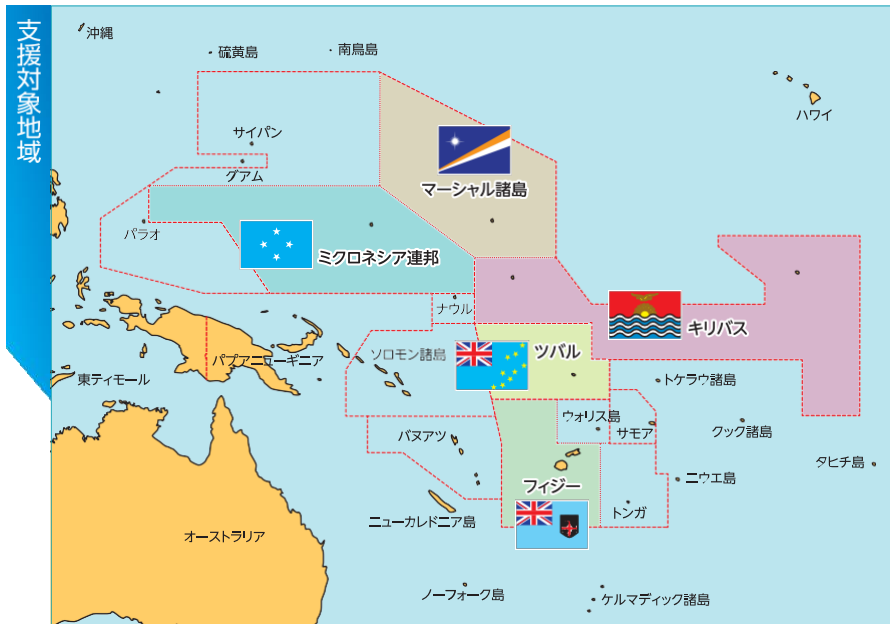 支援対象地域
沖縄
硫黄島
南鳥島
ハワイ
サイパン
グアム
マーシャル諸島
パラオ
ミクロネシア連邦
ナウル
キリバス
ツバル
ソロモン諸島
パプアニューギニア
東ティモール
トケラウ諸島
ウォリス島
サモア
クック諸島
バヌアツ
タヒチ島
ニウエ島
フィジー
トンガ
ニューカレドニア島
オーストラリア
ノーフォーク島
ケルマディック諸島